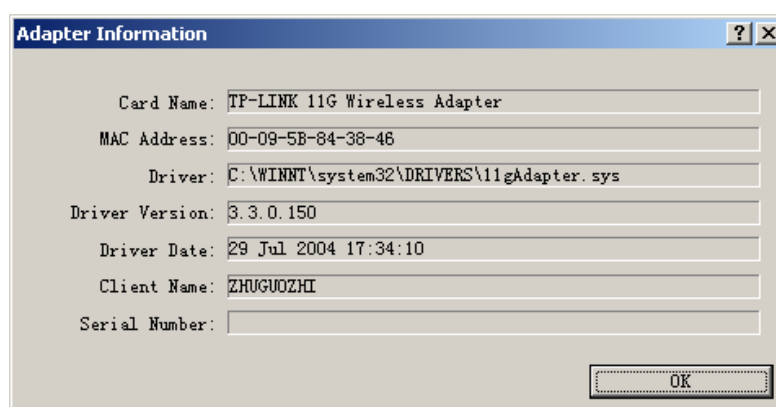 Adapter Information
Card Name: TP-LINK 11G Wireless Adapter
MAC Address: 00-09-5B-84-38-46
Driver: C:\WINNT\system32\DRIVERS\11gAdapter.sys
Driver Version: 3.3.0.150
Driver Date: 29 Jul 2004 17:34:10
Client Name: ZHUGUOZHI
Serial Number:
OK